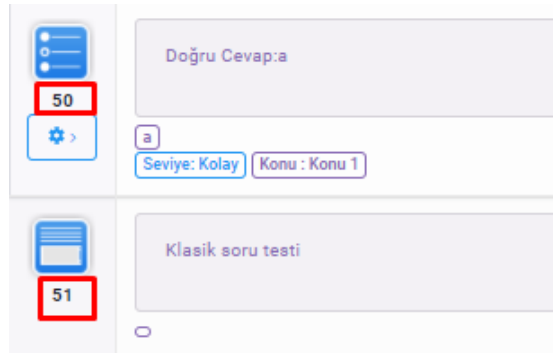 Doğru Cevap:a
50
a
Seviye: Kolay Konu : Konu 1
Klasik soru testi
51